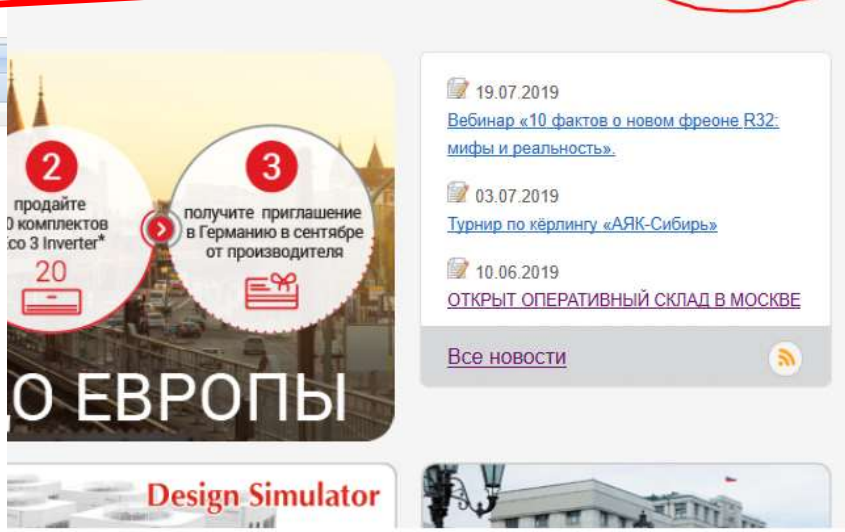 2
продайте
комплектов
Eco 3 Inverter*
20
3
получите приглашение
в Германию в сентябре
от производителя
ЕВРОПЫ
19.07.2019
Вебинар «10 фактов о новом фреоне R32:
мифы и реальность».
03.07.2019
Турнир по кёрлингу «АЯК-Сибирь»
10.06.2019
ОТКРЫТ ОПЕРАТИВНЫЙ СКЛАД В МОСКВЕ
Все новости
Design Simulator